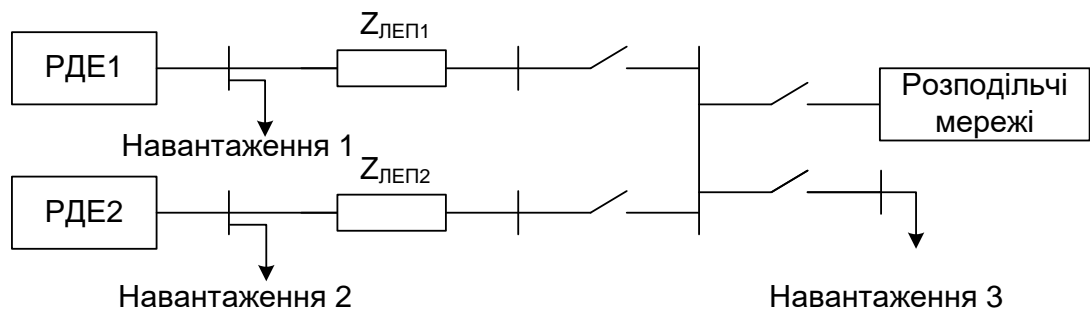 Z_ЛЕП1
РДЕ1
Розподільчі
мережі
Навантаження 1
Z_ЛЕП2
РДЕ2
Навантаження 2
Навантаження 3